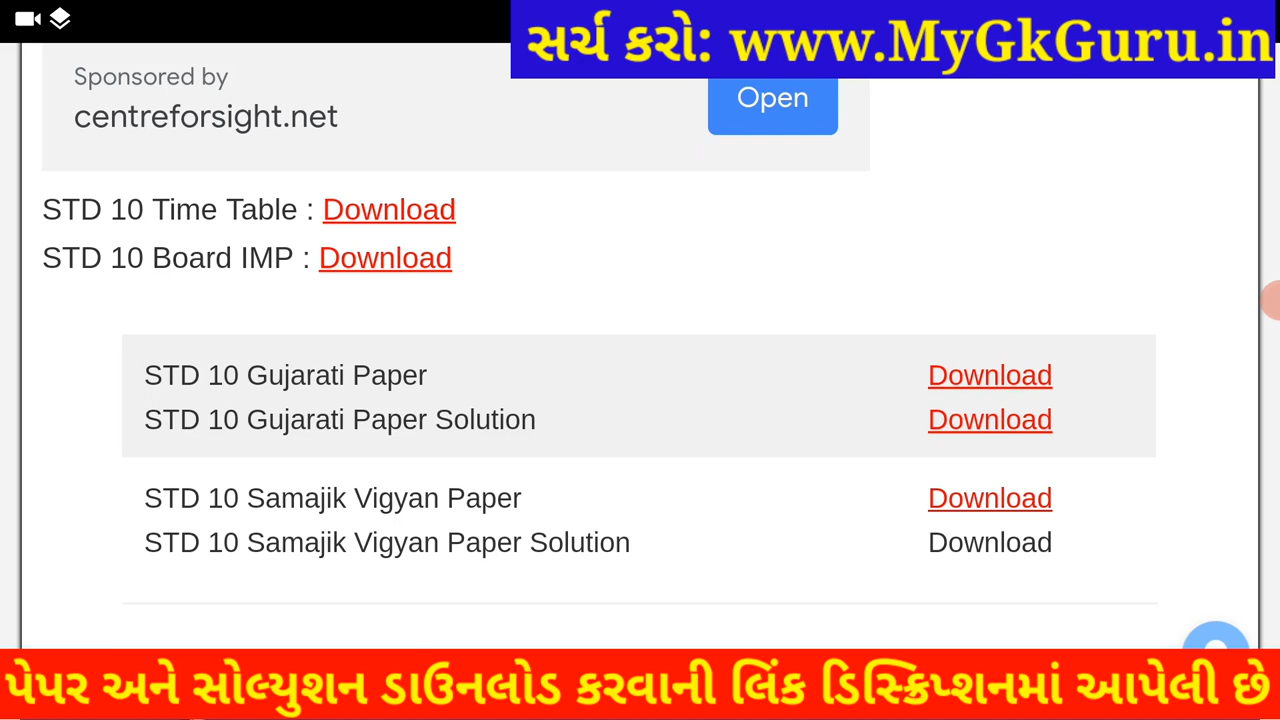 સર્ચ કરો: www.MyGkGuru.in
Sponsored by
centreforsight.net
Open
STD 10 Time Table : Download
STD 10 Board IMP : Download
STD 10 Gujarati Paper Download
STD 10 Gujarati Paper Solution Download
STD 10 Samajik Vigyan Paper Download
STD 10 Samajik Vigyan Paper Solution Download
પેપર અને સોલ્યુશન ડાઉનલોડ કરવાની લિંક ડિસ્ક્રિપ્શનમાં આપેલી છે